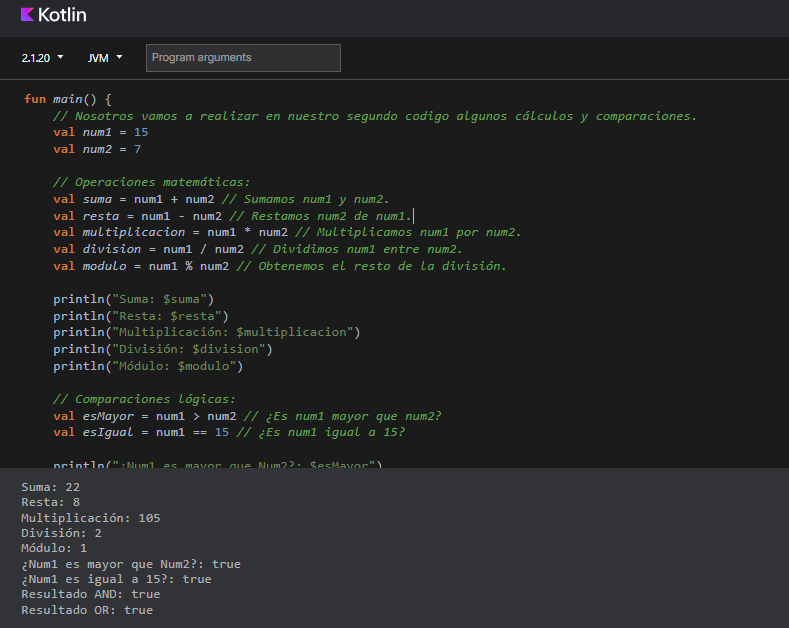 Kotlin
2.1.20 JVM Program arguments
fun main() {
    // Nosotros vamos a realizar en nuestro segundo codigo algunos cálculos y comparaciones.
    val num1 = 15
    val num2 = 7
    // Operaciones matemáticas:
    val suma = num1 + num2 // Sumamos num1 y num2.
    val resta = num1 - num2 // Restamos num2 de num1.
    val multiplicacion = num1 * num2 // Multiplicamos num1 por num2.
    val division = num1 / num2 // Dividimos num1 entre num2.
    val modulo = num1 % num2 // Obtenemos el resto de la división.
    println("Suma: $suma")
    println("Resta: $resta")
    println("Multiplicación: $multiplicacion")
    println("División: $division")
    println("Módulo: $modulo")
    // Comparaciones lógicas:
    val esMayor = num1 > num2 // ¿Es num1 mayor que num2?
    val esIgual = num1 == 15 // ¿Es num1 igual a 15?
    println("¿Num1 es mayor que Num2?: $esMayor")
Suma: 22
Resta: 8
Multiplicación: 105
División: 2
Módulo: 1
¿Num1 es mayor que Num2?: true
¿Num1 es igual a 15?: true
Resultado AND: true
Resultado OR: true